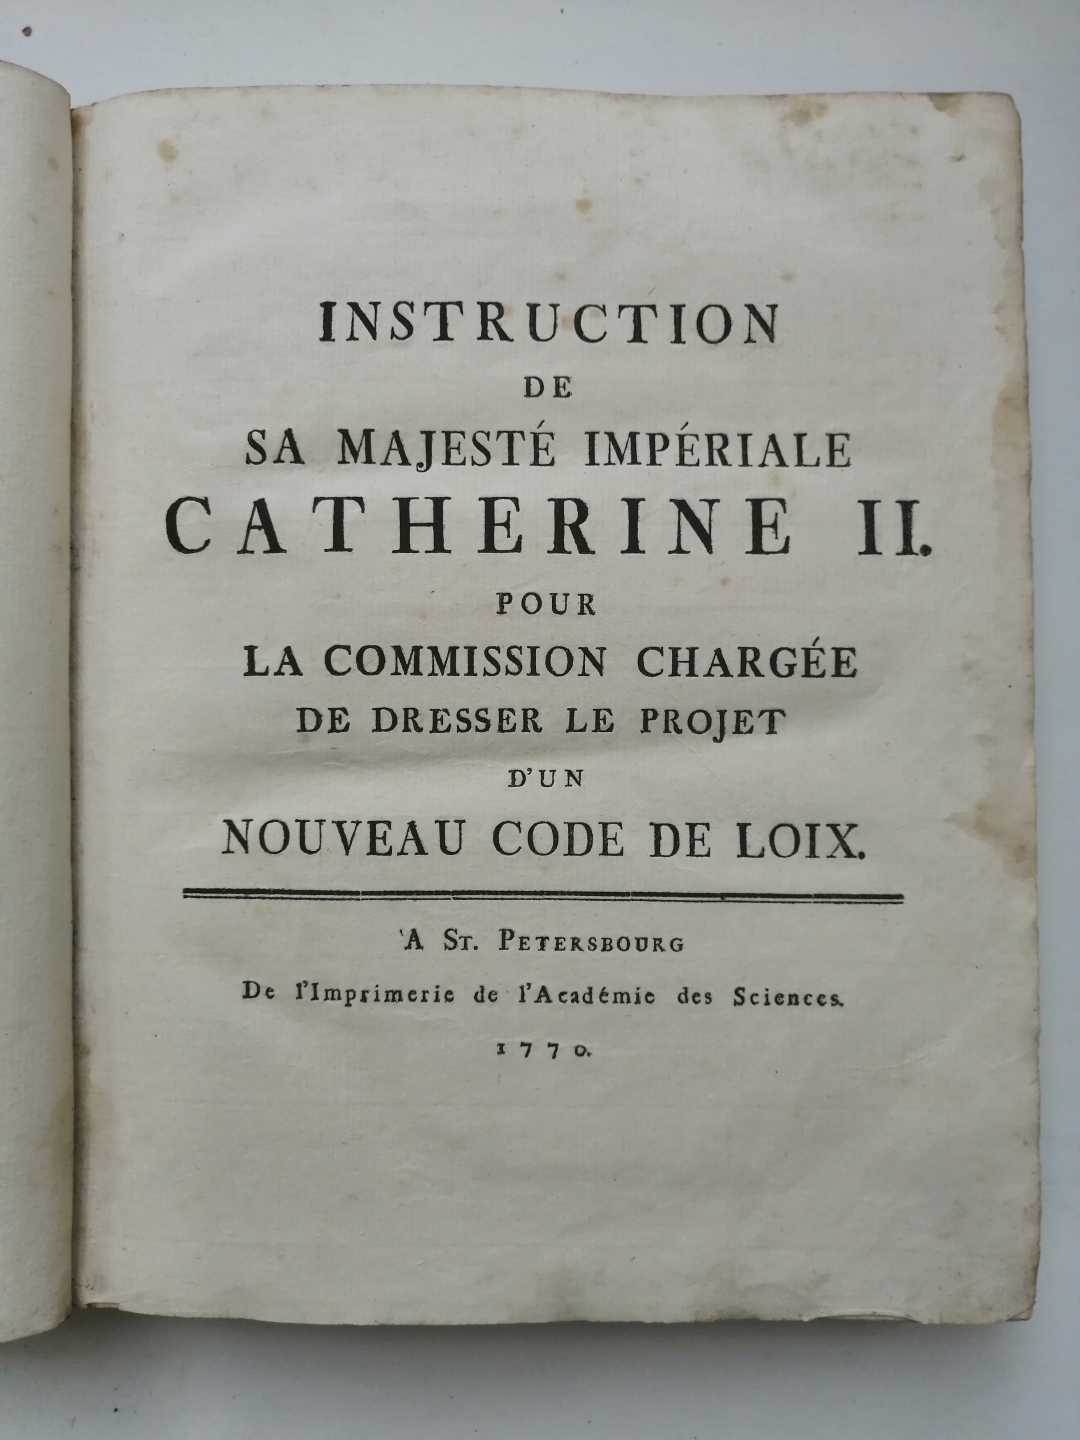 INSTRUCTION
DE
SA MAJESTÉ IMPÉRIALE
CATHERINE II.
POUR
LA COMMISSION CHARGÉE
DE DRESSER LE PROJET
D'UN
NOUVEAU CODE DE LOIX.
'A ST. PETERSBOURG
De l'Imprimerie de l'Académie des Sciences.
1770.